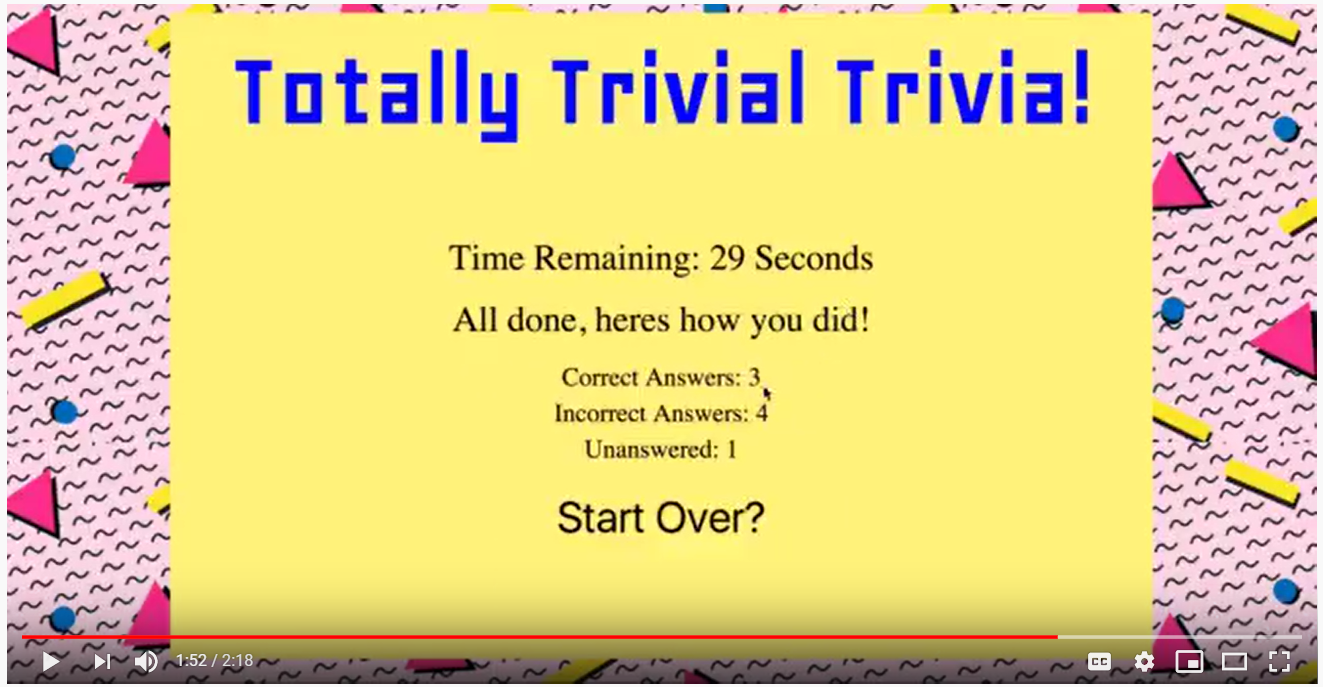 Totally Trivial Trivia!
Time Remaining: 29 Seconds
All done, heres how you did!
Correct Answers: 3
Incorrect Answers: 4
Unanswered: 1
Start Over?
1:52 / 2:18
CC